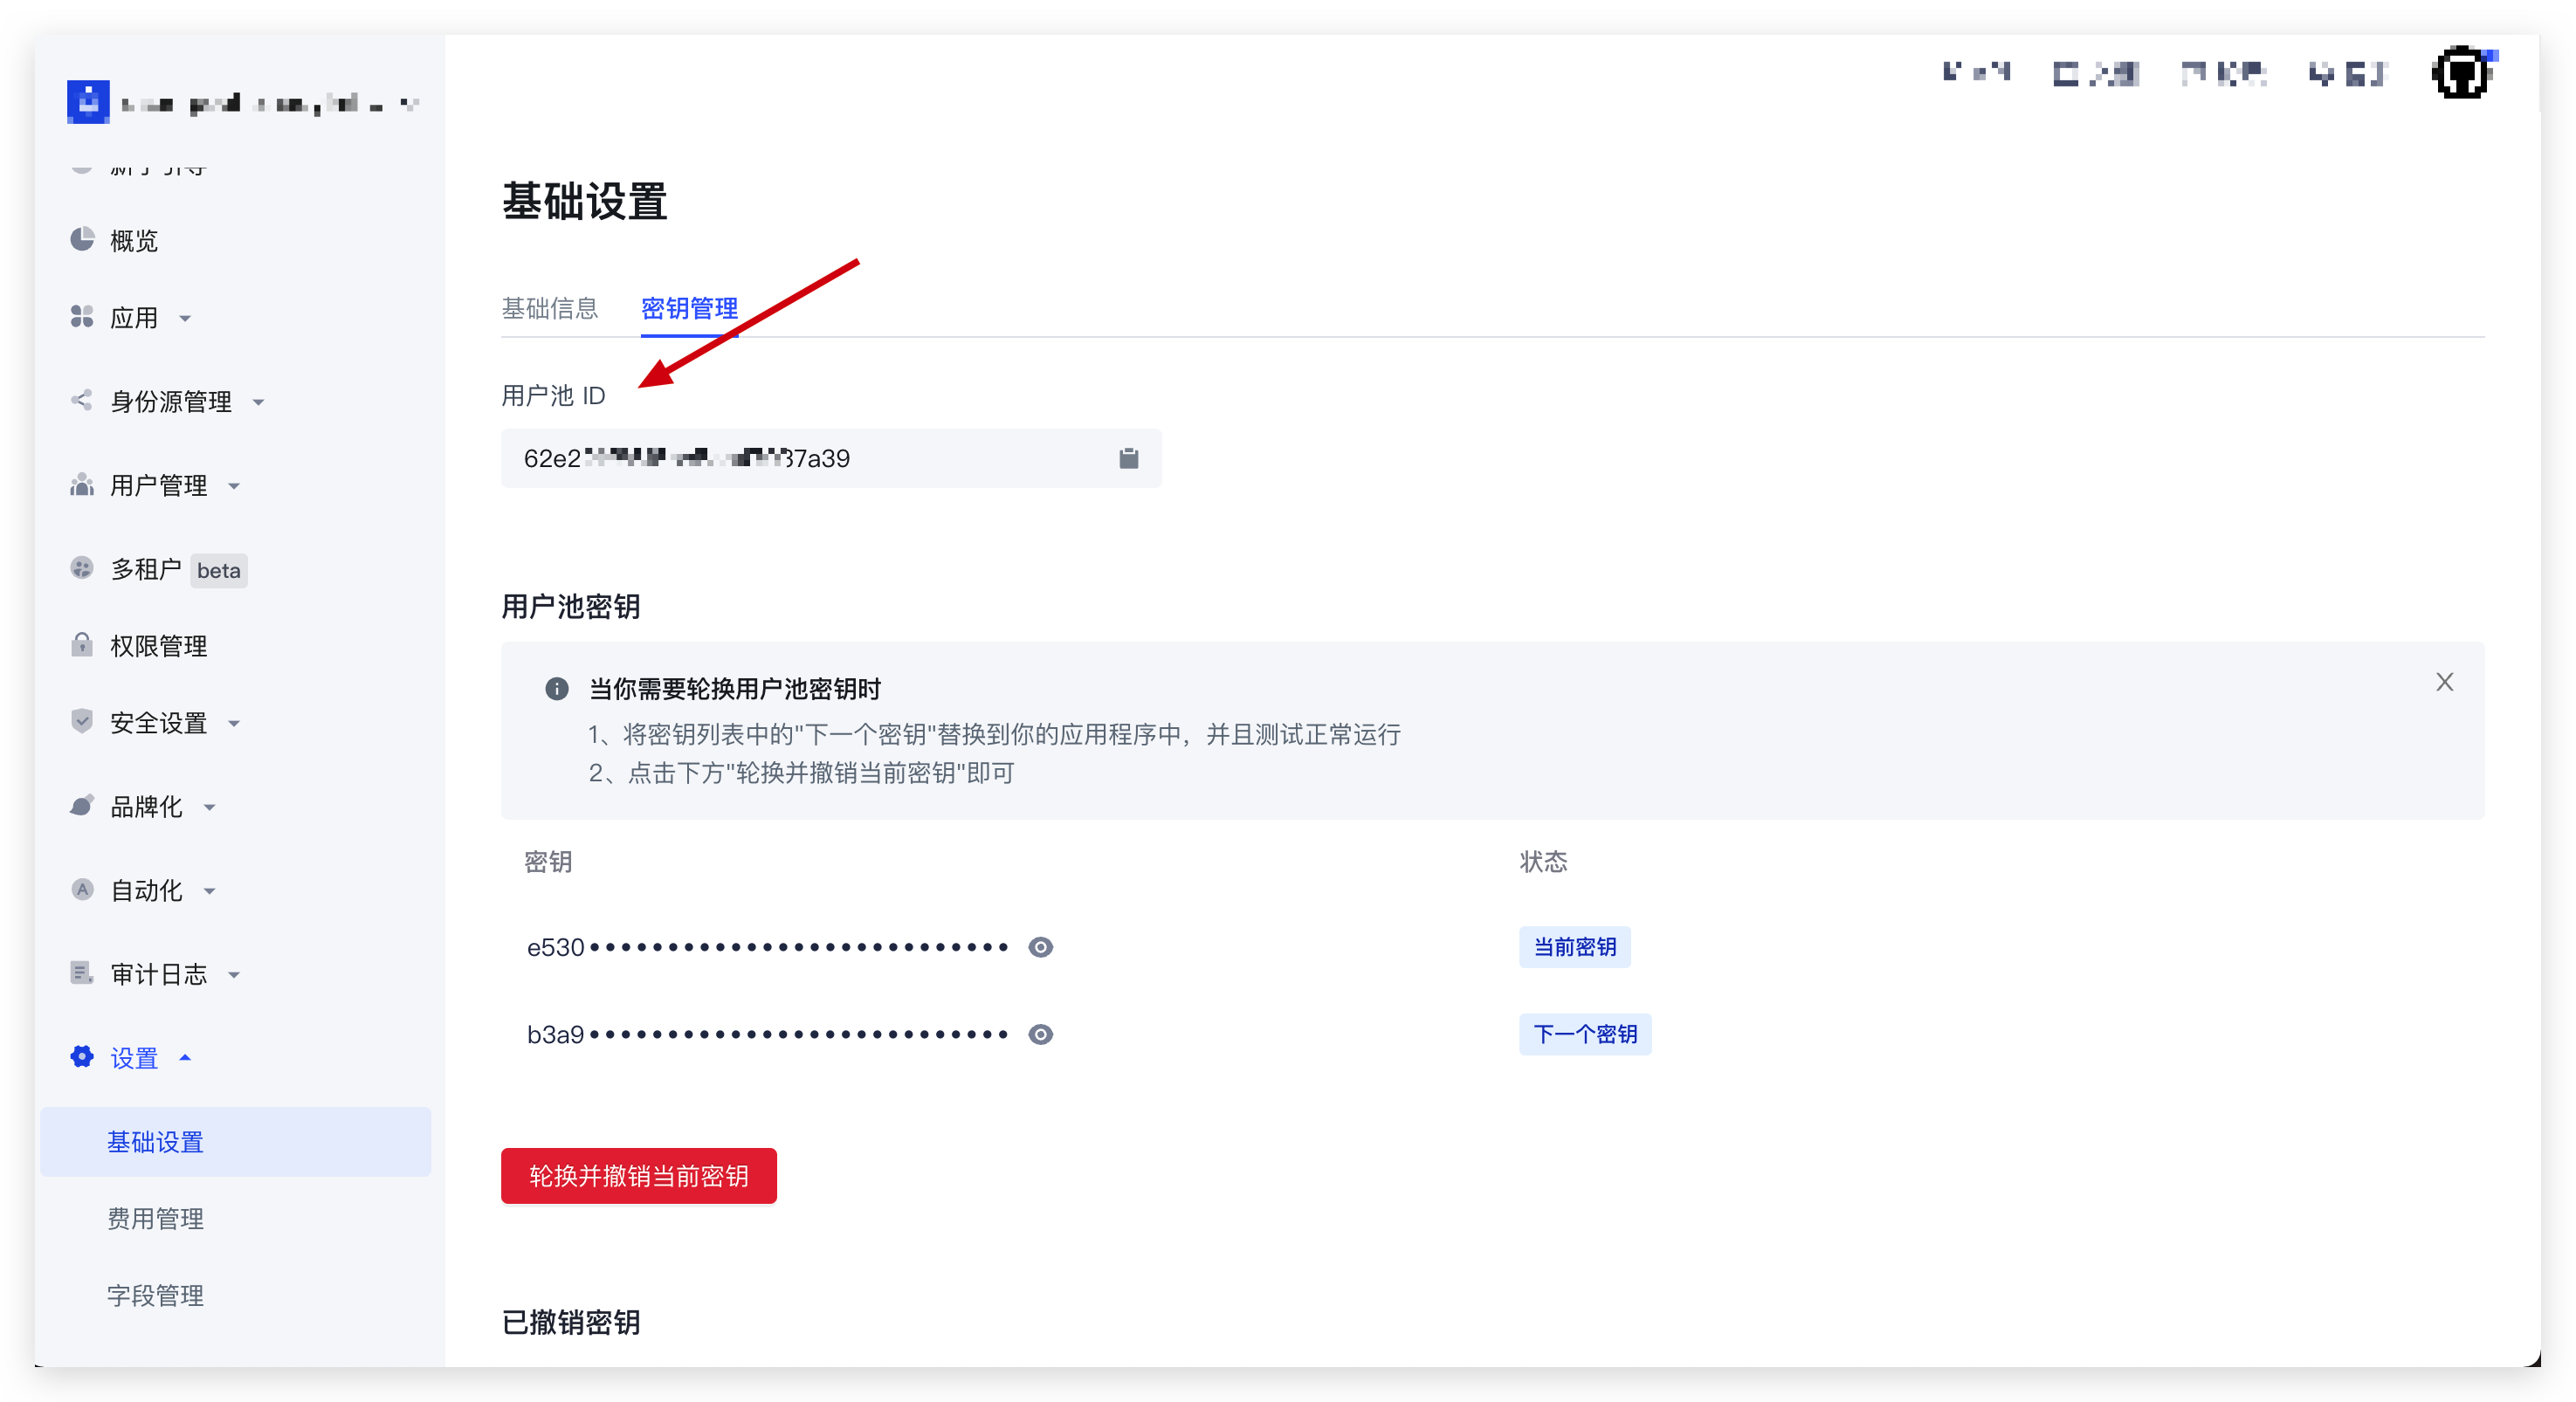 概览
应用
身份源管理
用户管理
多租户 beta
权限管理
安全设置
品牌化
自动化
审计日志
设置
基础设置
费用管理
字段管理
基础设置
基础信息 密钥管理
用户池 ID
62e2 37a39
用户池密钥
当你需要轮换用户池密钥时
1、将密钥列表中的"下一个密钥"替换到你的应用程序中，并且测试正常运行
2、点击下方"轮换并撤销当前密钥"即可
密钥 状态
e530••••••••••••••••••••••••••• 当前密钥
b3a9••••••••••••••••••••••••••• 下一个密钥
轮换并撤销当前密钥
已撤销密钥